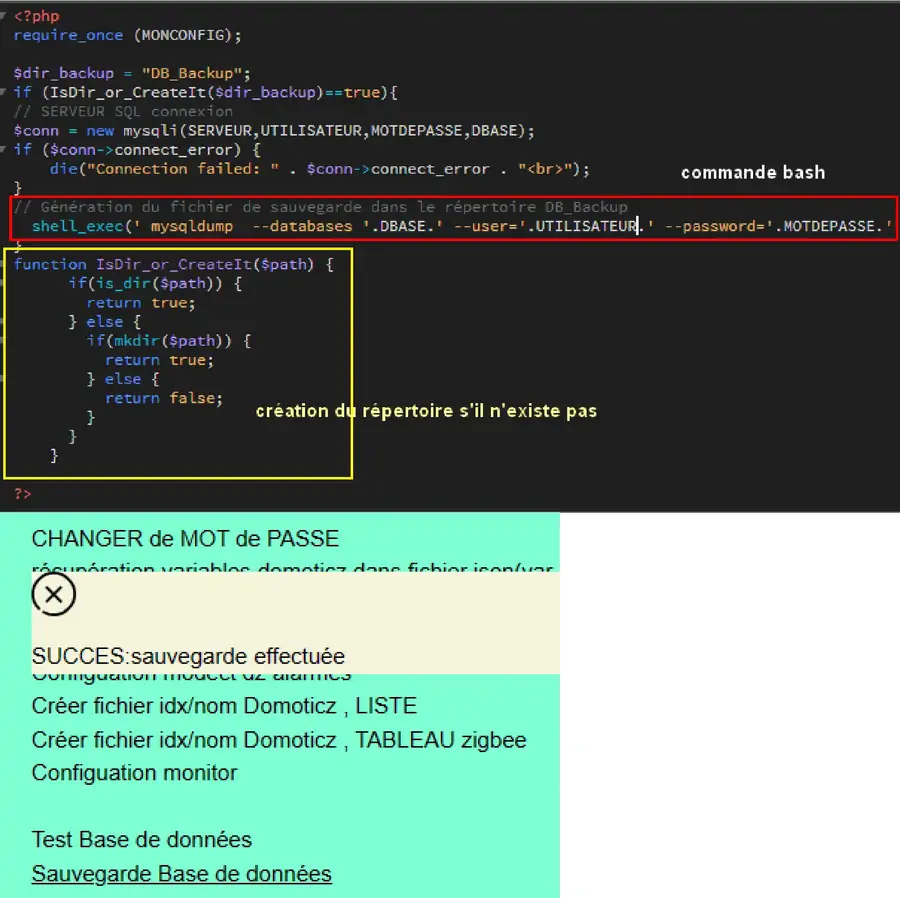 <?php
require_once (MONCONFIG);
$dir_backup = "DB_Backup";
if (IsDir_or_CreateIt($dir_backup)==true){
// SERVEUR SQL connexion
$conn = new mysqli(SERVEUR,UTILISATEUR,MOTDEPASSE,DBASE);
if ($conn->connect_error) {
die("Connection failed: " . $conn->connect_error . "<br>");
commande bash
}
// Génération du fichier de sauvegarde dans le répertoire DB_Backup
shell_exec(' mysqldump  --databases '.DBASE.' --user='.UTILISATEUR.' --password='.MOTDEPASSE.'
}
function IsDir_or_CreateIt($path) {
if(is_dir($path)) {
return true;
} else {
if(mkdir($path)) {
return true;
} else {
return false;
création du répertoire s'il n'existe pas
}
}
}
?>
CHANGER de MOT de PASSE
récupération variables domoticz dans fichier json(var
SUCCES:sauvegarde effectuée
Configuation modect dz alarmes
Créer fichier idx/nom Domoticz , LISTE
Créer fichier idx/nom Domoticz , TABLEAU zigbee
Configuation monitor
Test Base de données
Sauvegarde Base de données